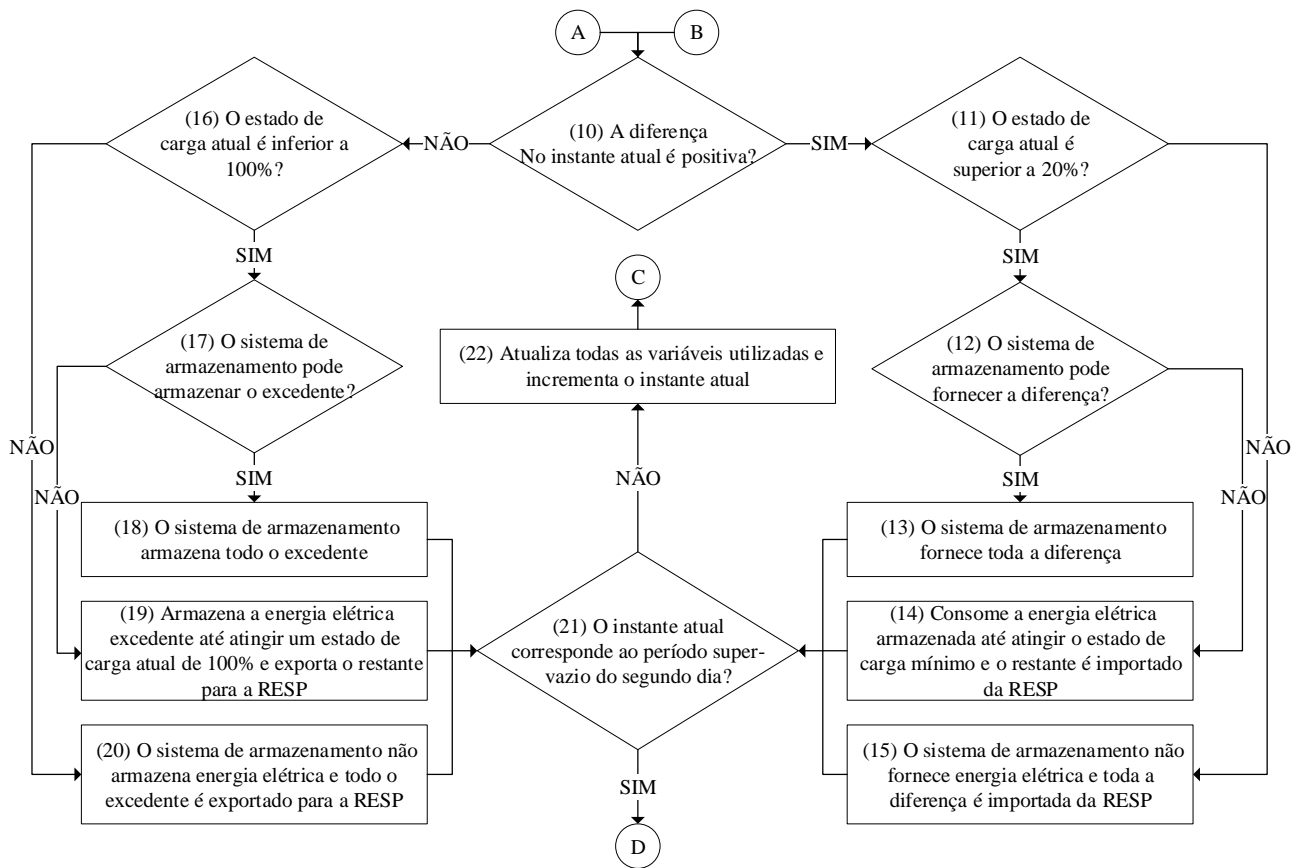 A
B
(16) O estado de
carga atual é inferior a
100%?
NÃO
(10) A diferença
No instante atual é positiva?
SIM
(11) O estado de
carga atual é
superior a 20%?
SIM
SIM
C
(17) O sistema de
armazenamento pode
armazenar o excedente?
(22) Atualiza todas as variáveis utilizadas e
incrementa o instante atual
(12) O sistema de
armazenamento pode
fornecer a diferença?
NÃO
NÃO
SIM
NÃO
SIM
NÃO
NÃO
(18) O sistema de armazenamento
armazena todo o excedente
(13) O sistema de armazenamento
fornece toda a diferença
(19) Armazena a energia elétrica
excedente até atingir um estado de
carga atual de 100% e exporta o restante
para a RESP
(21) O instante atual
corresponde ao período super-
vazio do segundo dia?
(14) Consome a energia elétrica
armazenada até atingir o estado de
carga mínimo e o restante é importado
da RESP
(20) O sistema de armazenamento não
armazena energia elétrica e todo o
excedente é exportado para a RESP
(15) O sistema de armazenamento não
fornece energia elétrica e toda a
diferença é importada da RESP
SIM
D